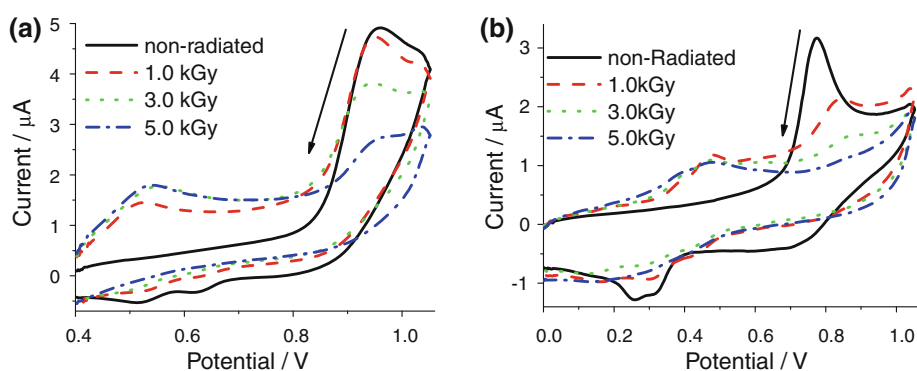 (a)
non-radiated
1.0 kGy
3.0 kGy
5.0 kGy
Current / μA
5
4
3
2
1
0
0.4 0.6 0.8 1.0
Potential / V
(b)
non-Radiated
1.0kGy
3.0kGy
5.0kGy
Current / μA
3
2
1
0
-1
0.0 0.2 0.4 0.6 0.8 1.0
Potential / V